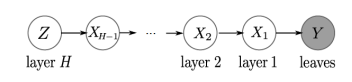 Z X_{H−1} ... X_2 X_1 Y
layer H layer 2 layer 1 leaves